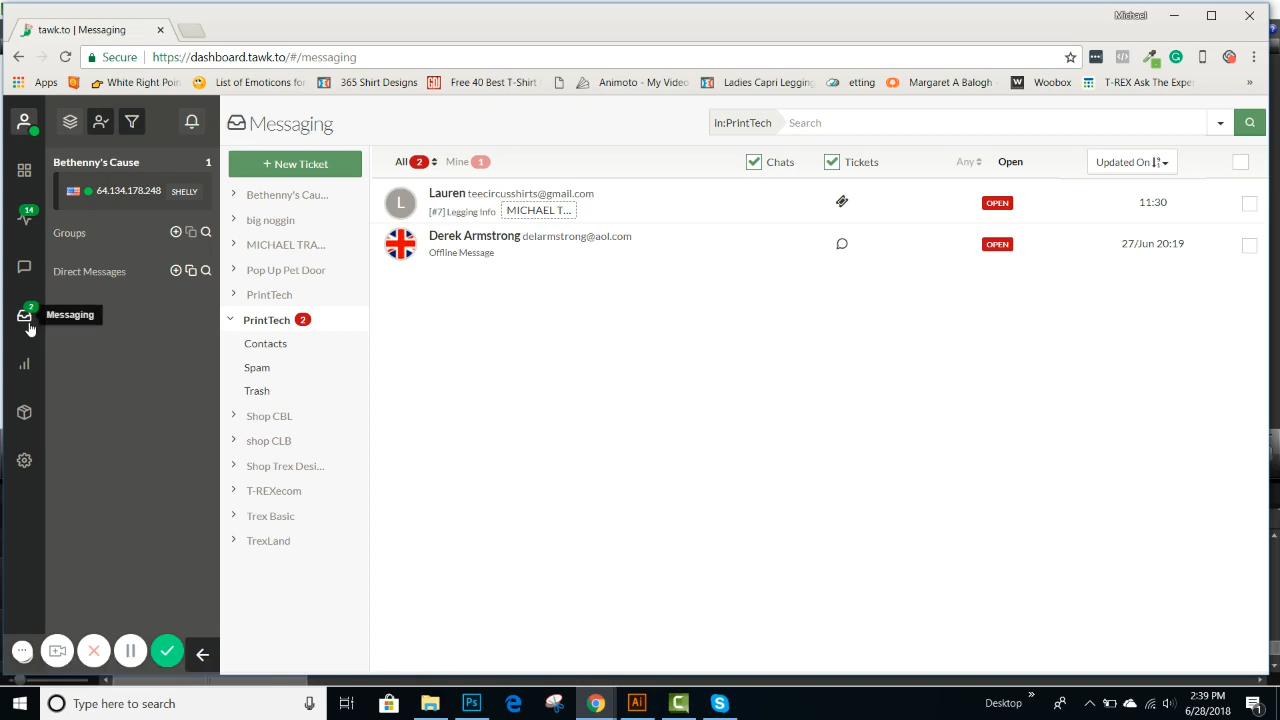 tawk.to | Messaging
Michael
Secure https://dashboard.tawk.to/#/messaging
Apps White Right Poin List of Emoticons for 365 Shirt Designs Free 40 Best T-Shirt Animoto - My Video Ladies Capri Legging etting Margaret A Balogh Woobox T-REX Ask The Exper »
Bethenny's Cause 1
64.134.178.248 SHELLY
14
Groups
Direct Messages
2
Messaging
Messaging
In:PrintTech Search
+ New Ticket
All 2 Mine 1 Chats Tickets Any Open Updated On
Bethenny's Cau...
big noggin
MICHAEL TRA...
Pop Up Pet Door
PrintTech
PrintTech 2
Contacts
Spam
Trash
Shop CBL
shop CLB
Shop Trex Desi...
T-REXecom
Trex Basic
TrexLand
L Lauren teecircusshirts@gmail.com OPEN 11:30
[#7] Legging Info MICHAEL T...
Derek Armstrong delarmstrong@aol.com OPEN 27/Jun 20:19
Offline Message
Type here to search
Desktop »
2:39 PM
6/28/2018
1